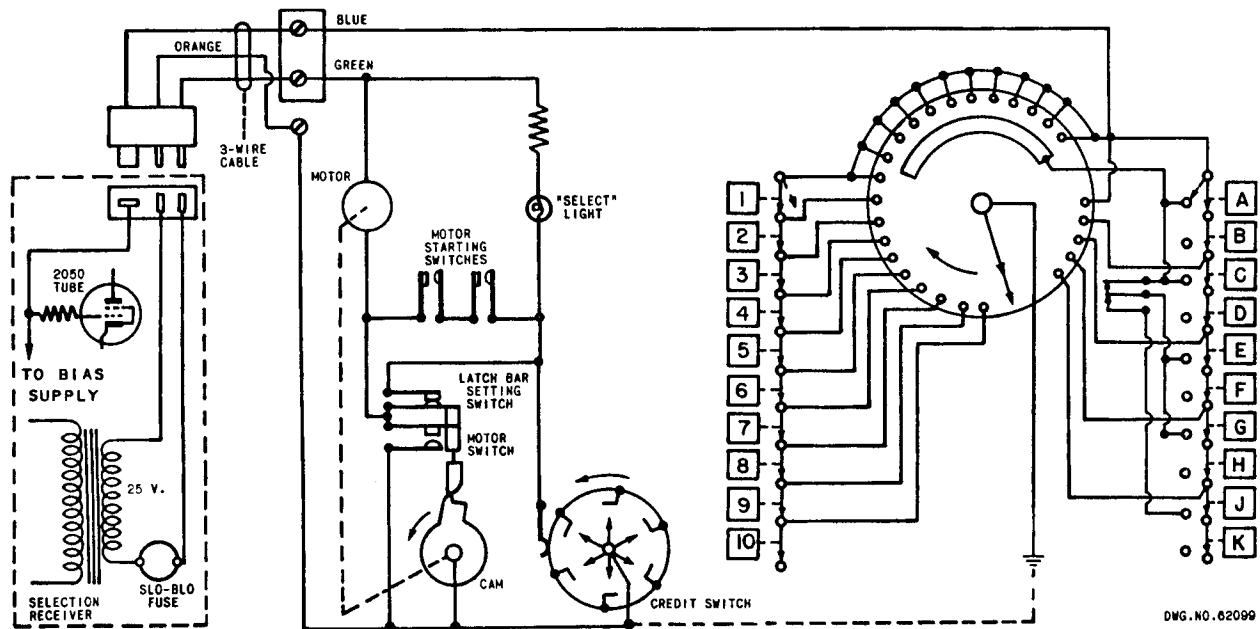 BLUE
ORANGE
GREEN
3-WIRE
CABLE
MOTOR
"SELECT"
LIGHT
MOTOR
STARTING
SWITCHES
2050
TUBE
TO BIAS
SUPPLY
LATCH BAR
SETTING
SWITCH
MOTOR
SWITCH
25 V.
SLO-BLO
FUSE
SELECTION
RECEIVER
CAM
CREDIT SWITCH
1
2
3
4
5
6
7
8
9
10
A
B
C
D
E
F
G
H
J
K
DWG.NO.62099